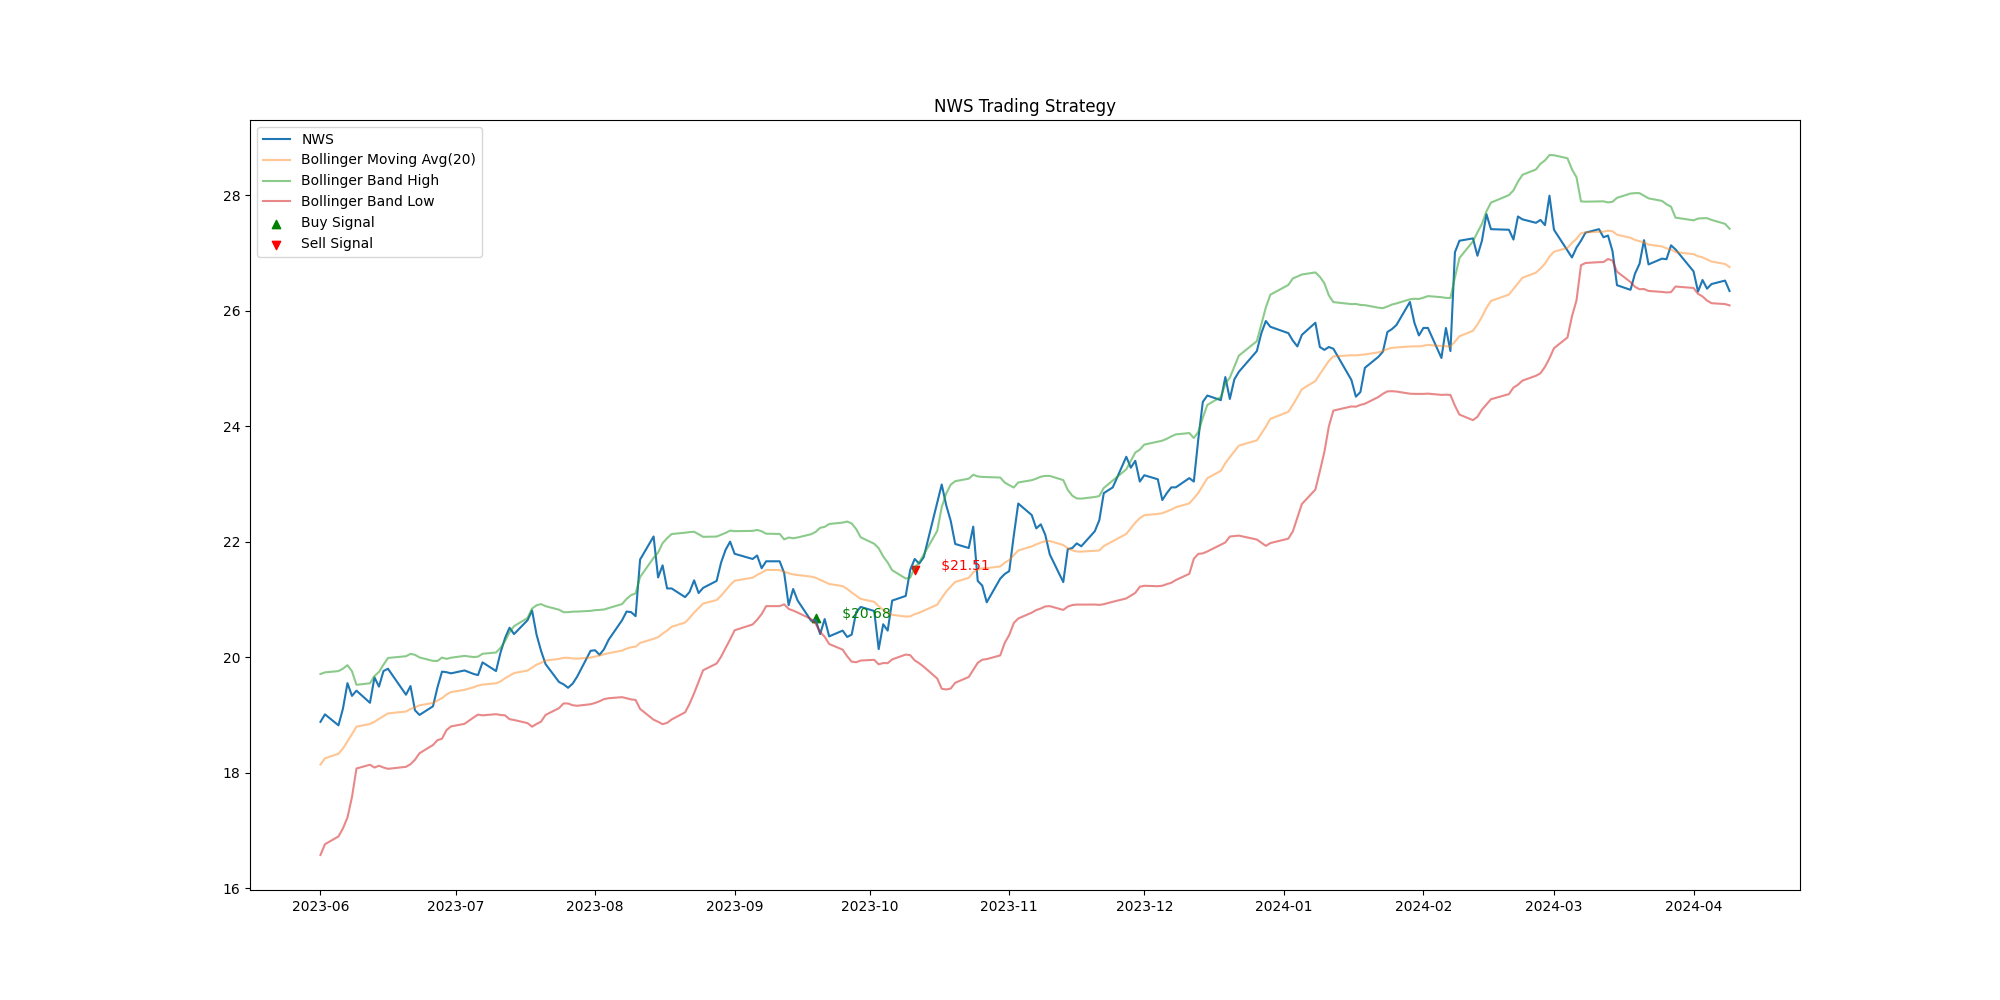 NWS Trading Strategy
NWS
Bollinger Moving Avg(20)
Bollinger Band High
Bollinger Band Low
Buy Signal
Sell Signal
28
26
24
22
20
18
16
$21.51
$20.68
2023-06 2023-07 2023-08 2023-09 2023-10 2023-11 2023-12 2024-01 2024-02 2024-03 2024-04